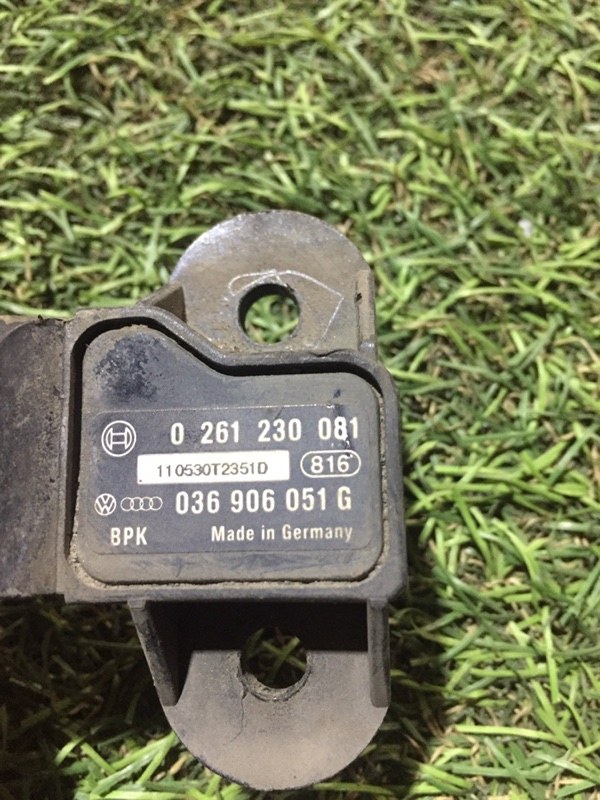 0 261 230 081
110530T2351D 816
036 906 051 G
BPK Made in Germany